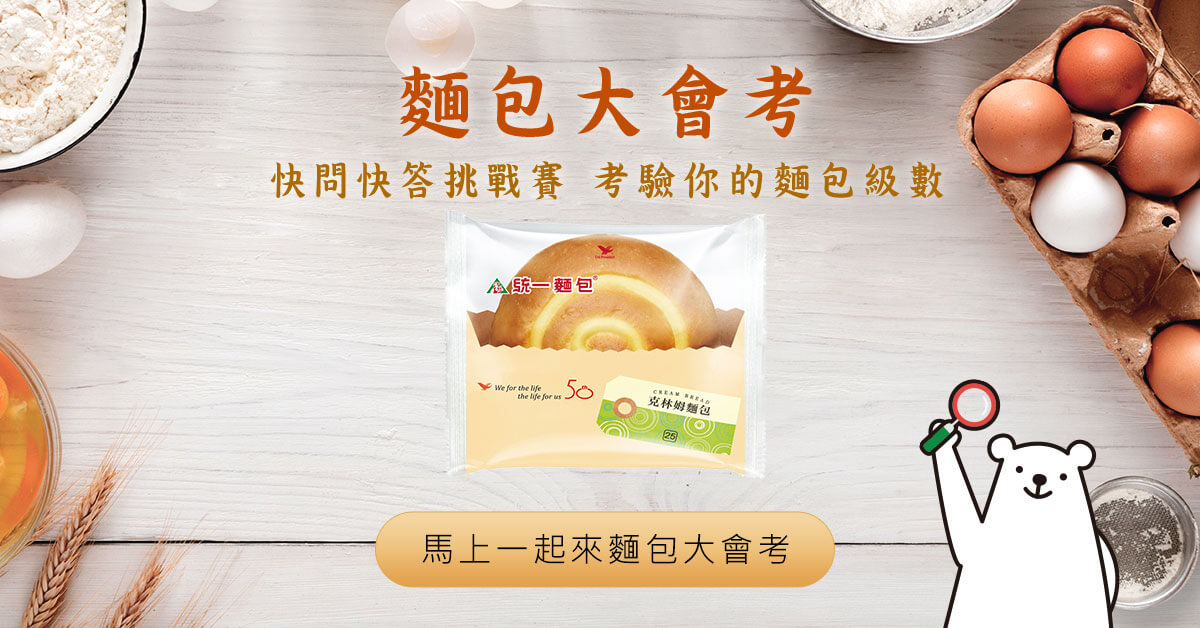 麵包大會考
快問快答挑戰賽 考驗你的麵包級數
統一麵包®
We for the life
the life for us
50
CREAM BREAD
克林姆麵包
馬上一起來麵包大會考